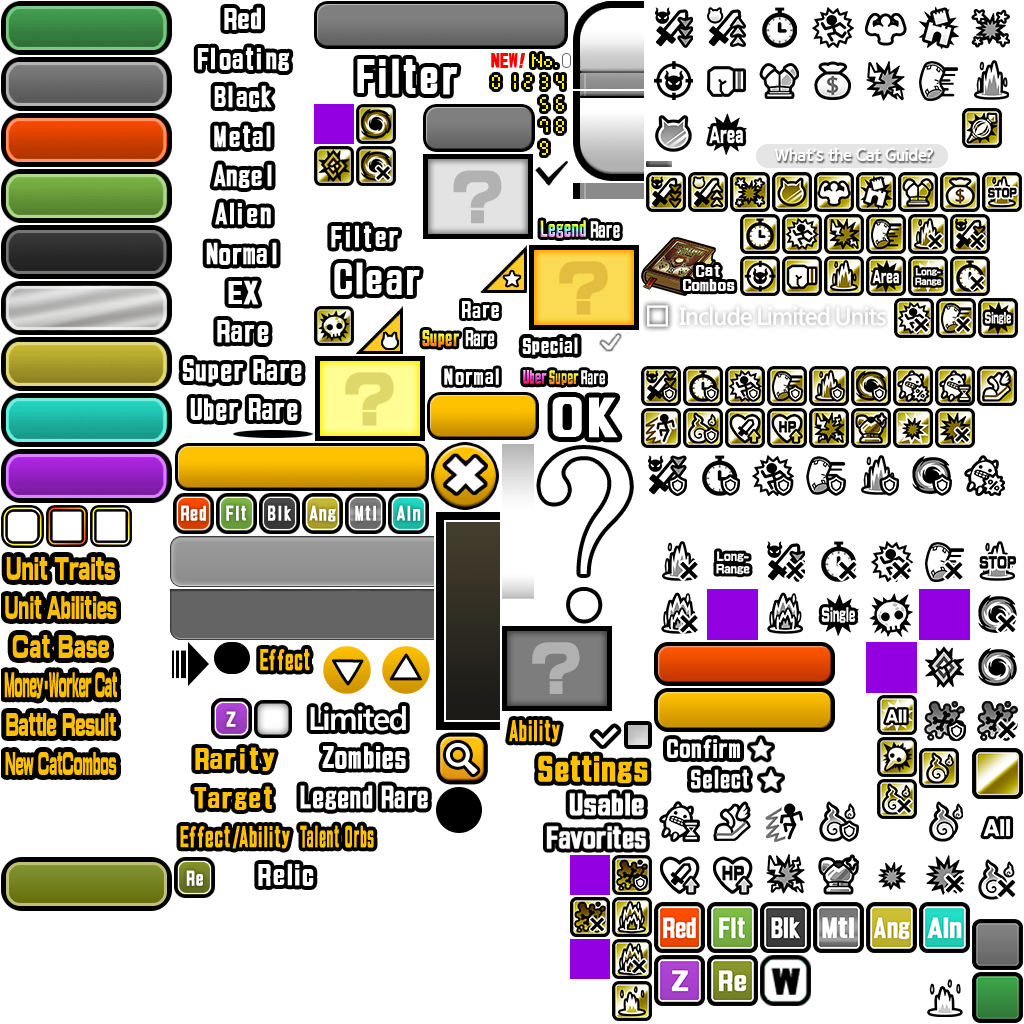 Red
Floating
Black
Metal
Angel
Alien
Normal
EX
Rare
Super Rare
Uber Rare
Filter
NEW! No. 0
0 1 2 3 4
5 6
7 8
9
?
Legend Rare
Filter
Clear
?
Rare
Super Rare
Special
Normal
Uber Super Rare
?
OK
Red Flt Blk Ang Mtl Aln
?
?
Unit Traits
Unit Abilities
Cat Base
Money·Worker Cat
Battle Result
New CatCombos
Effect
Z
Limited
Rarity
Zombies
Target
Legend Rare
Effect/Ability Talent Orbs
Re
Relic
Ability
Settings
Usable
Favorites
$
Area
What's the Cat Guide?
$
STOP
Cat
Combos
Area
Long-
Range
Include Limited Units
Single
%
HP
%
Long-
Range
STOP
Single
All
Confirm
Select
All
HP
Red Flt Blk Mtl Ang Aln
Z Re W